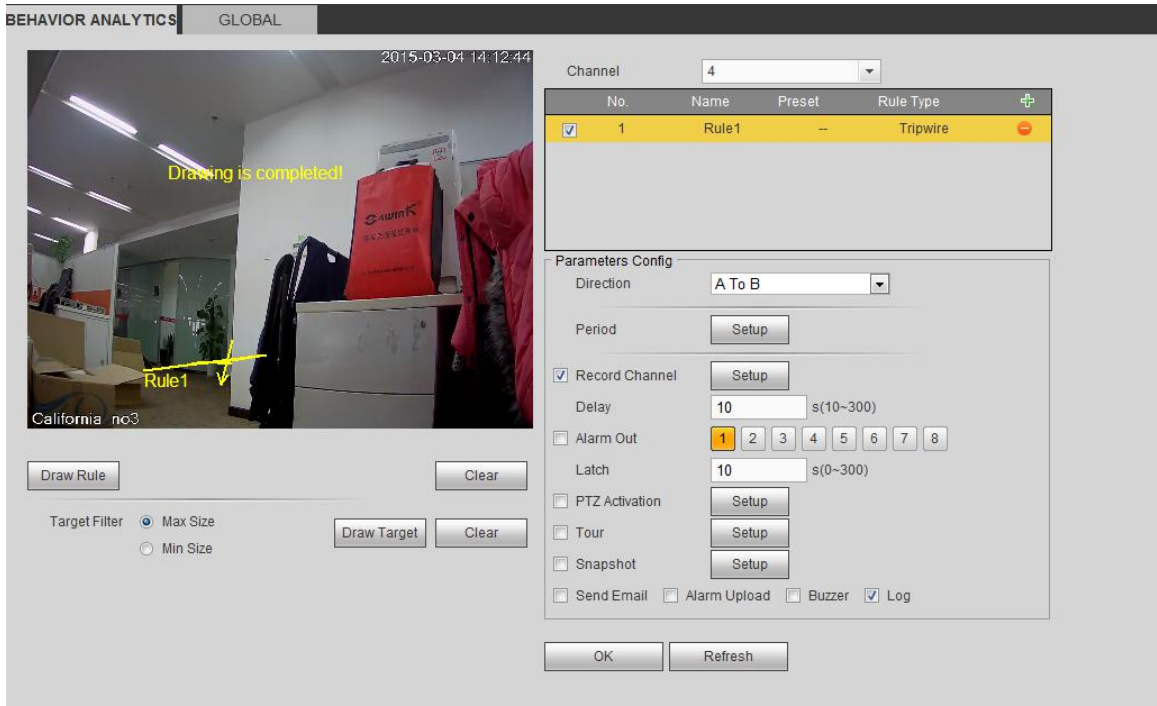 BEHAVIOR ANALYTICS GLOBAL
2015-03-04 14:12:44
Drawing is completed!
Rule1
California no3
Draw Rule Clear
Target Filter Max Size
Min Size
Draw Target Clear
Channel 4
No. Name Preset Rule Type
1 Rule1 -- Tripwire
Parameters Config
Direction A To B
Period Setup
Record Channel Setup
Delay 10 s(10~300)
Alarm Out 1 2 3 4 5 6 7 8
Latch 10 s(0~300)
PTZ Activation Setup
Tour Setup
Snapshot Setup
Send Email Alarm Upload Buzzer Log
OK Refresh